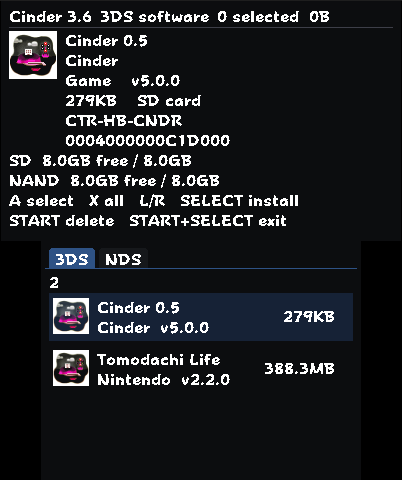 Cinder 3.6 3DS software 0 selected 0B
Cinder 0.5
Cinder
Game v5.0.0
279KB SD card
CTR-HB-CNDR
0004000000C1D000
SD 8.0GB free / 8.0GB
NAND 8.0GB free / 8.0GB
A select X all L/R SELECT install
START delete START+SELECT exit
3DS NDS
2
Cinder 0.5
Cinder v5.0.0 279KB
Tomodachi Life
Nintendo v2.2.0 388.3MB